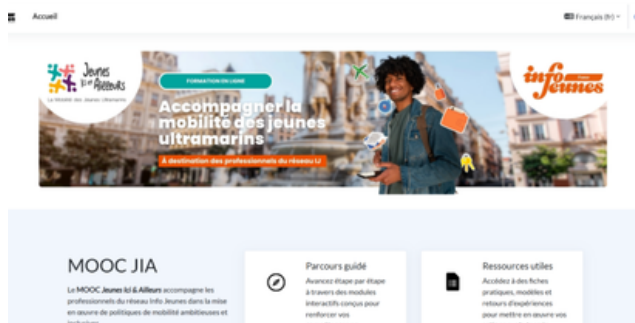 Accueil
Français (fr)
Jeunes
Ici et Ailleurs
La Mobilité des Jeunes Ultramarins
FORMATION EN LIGNE
Accompagner la
mobilité des jeunes
ultramarins
À destination des professionnels du réseau IJ
info
jeunes
MOOC JIA
Le MOOC Jeunes Ici & Ailleurs accompagne les
professionnels du réseau Info Jeunes dans la mise
en œuvre de politiques de mobilité ambitieuses et
Parcours guidé
Avancez étape par étape
à travers des modules
interactifs conçus pour
renforcer vos
Ressources utiles
Accédez à des fiches
pratiques, modèles et
retours d'expériences
pour mettre en œuvre vos